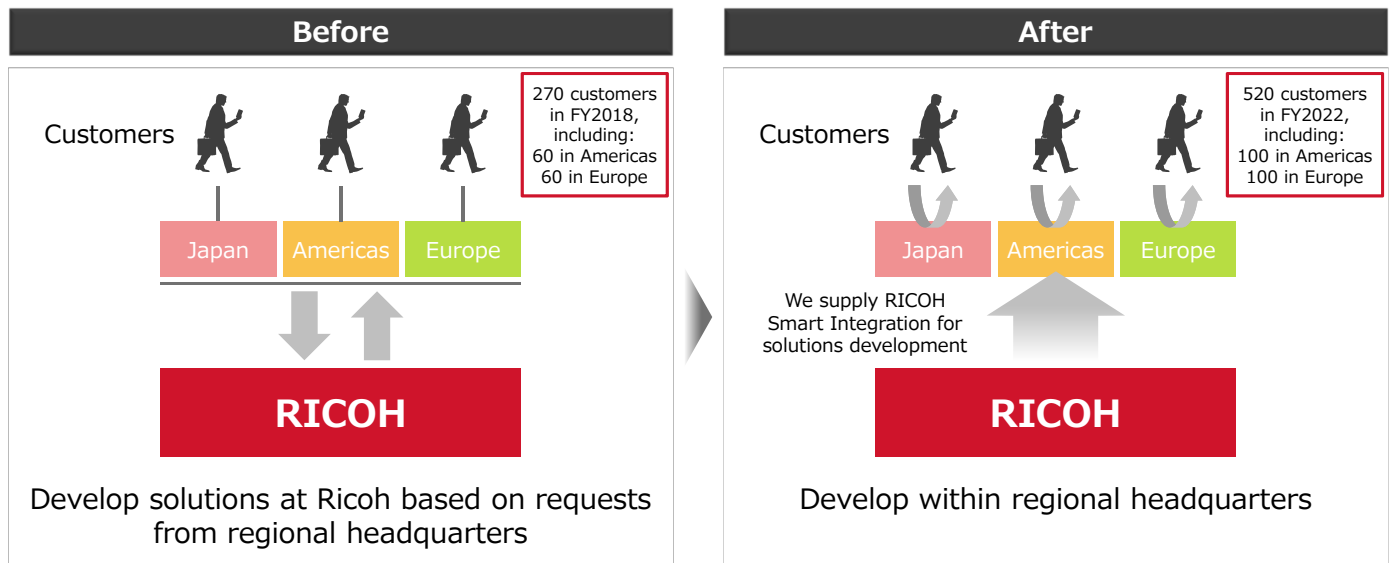 Before
Customers
270 customers
in FY2018,
including:
60 in Americas
60 in Europe
Japan
Americas
Europe
RICOH
Develop solutions at Ricoh based on requests
from regional headquarters
After
Customers
520 customers
in FY2022,
including:
100 in Americas
100 in Europe
Japan
Americas
Europe
We supply RICOH
Smart Integration for
solutions development
RICOH
Develop within regional headquarters